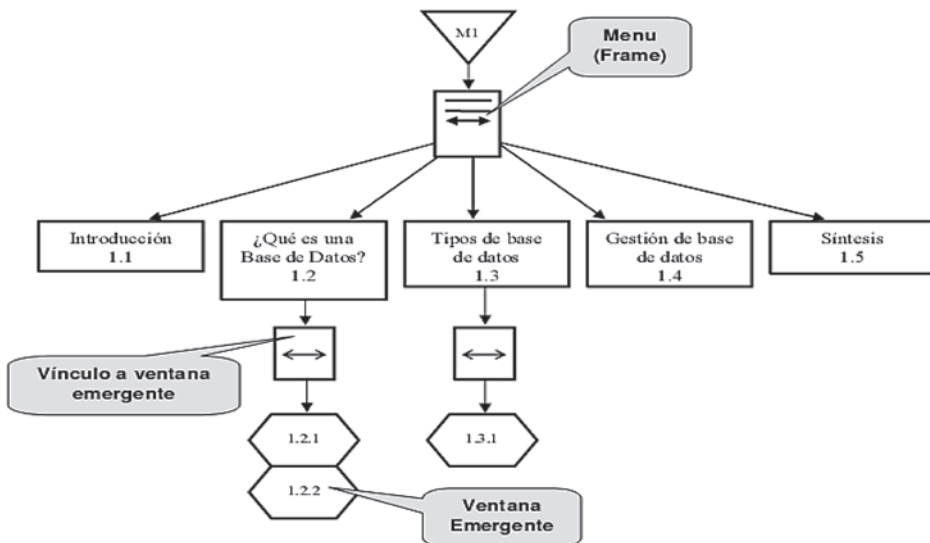 M1
Menu
(Frame)
Introducción
1.1
¿Qué es una
Base de Datos?
1.2
Tipos de base
de datos
1.3
Gestión de base
de datos
1.4
Síntesis
1.5
Vínculo a ventana
emergente
1.2.1
1.3.1
1.2.2
Ventana
Emergente